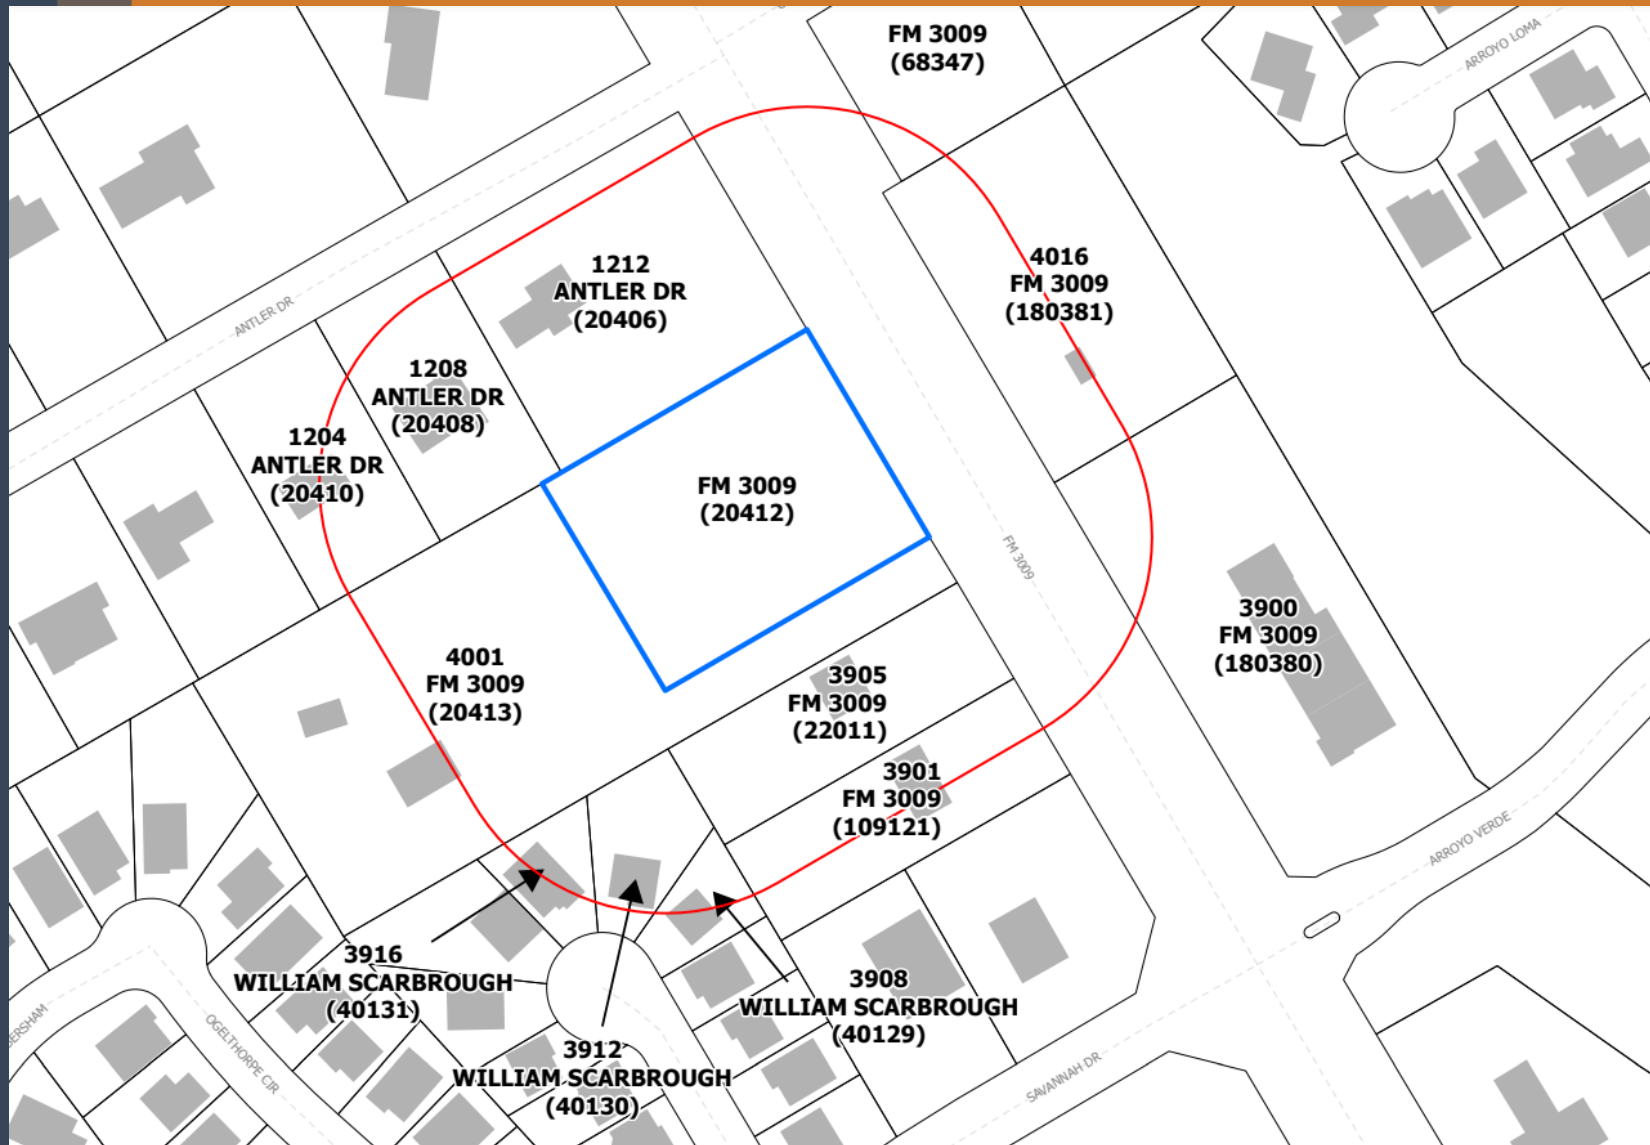 FM 3009
(68347)
ARROYO LOMA
4016
FM 3009
(180381)
1212
ANTLER DR
(20406)
ANTLER DR
1208
ANTLER DR
(20408)
1204
ANTLER DR
(20410)
FM 3009
(20412)
FM 3009
3900
FM 3009
(180380)
4001
FM 3009
(20413)
3905
FM 3009
(22011)
3901
FM 3009
(109121)
ARROYO VERDE
3916
WILLIAM SCARBROUGH
(40131)
3908
WILLIAM SCARBROUGH
(40129)
3912
WILLIAM SCARBROUGH
(40130)
OGELTHORPE CIR
SAVANNAH DR